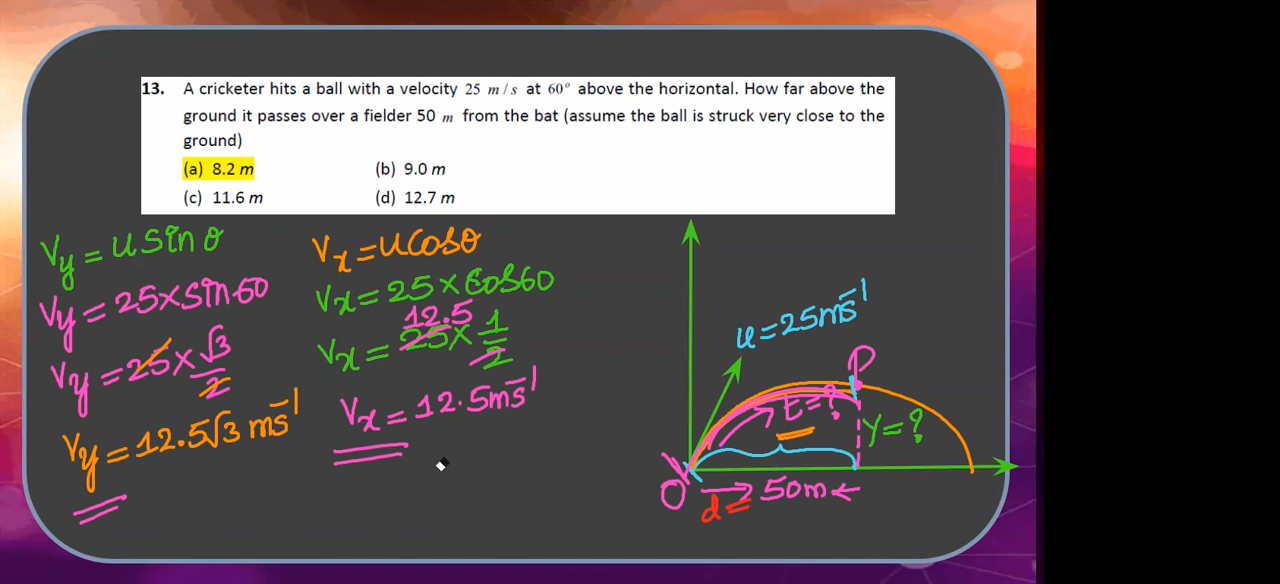 13. A cricketer hits a ball with a velocity 25 m/s at 60° above the horizontal. How far above the
ground it passes over a fielder 50 m from the bat (assume the ball is struck very close to the
ground)
(a) 8.2 m (b) 9.0 m
(c) 11.6 m (d) 12.7 m
Vy = u Sin θ
Vy = 25×Sin 60
Vy = 25 × √3/2
Vy = 12.5√3 ms⁻¹
Vx = u Cosθ
Vx = 25×Cos60
12.5
Vx = 25 × 1/2
Vx = 12.5ms⁻¹
u = 25ms⁻¹
P
t = ?
Y = ?
O
50m
d =